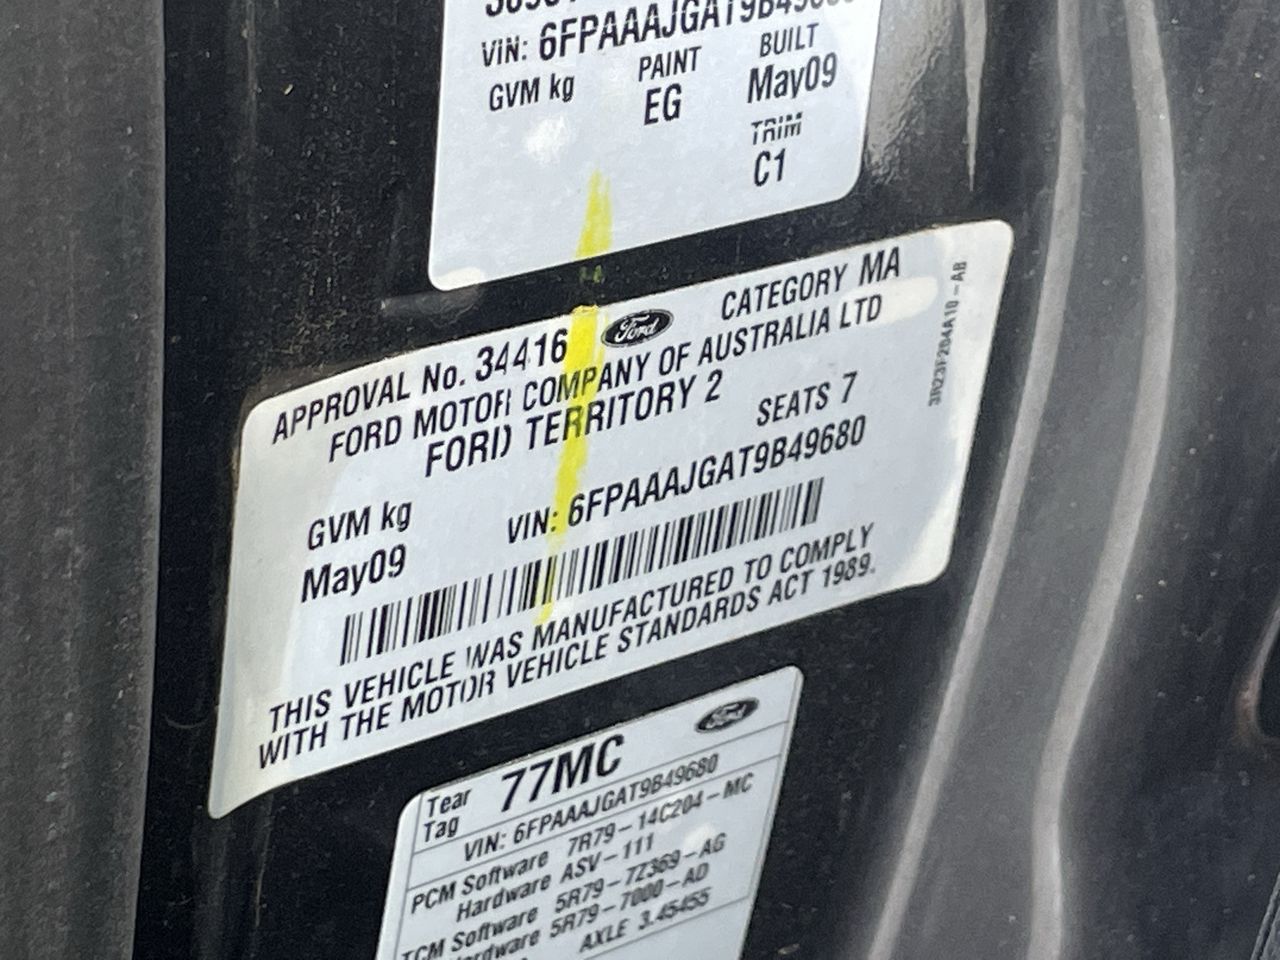 VIN: 6FPAAAJGAT9B49680
GVM kg PAINT BUILT
EG May09
TRIM
C1
APPROVAL No. 34416 Ford CATEGORY MA
FORD MOTOR COMPANY OF AUSTRALIA LTD
FORD TERRITORY 2
SEATS 7
GVM kg VIN: 6FPAAAJGAT9B49680
May09
THIS VEHICLE WAS MANUFACTURED TO COMPLY
WITH THE MOTOR VEHICLE STANDARDS ACT 1989.
Ford
Tear Tag 77MC
VIN: 6FPAAAJGAT9B49680
PCM Software 7R79-14C204-MC
Hardware ASV-111
TCM Software 5R79-7Z369-AG
Hardware 5R79-7000-AD
AXLE 3.45455